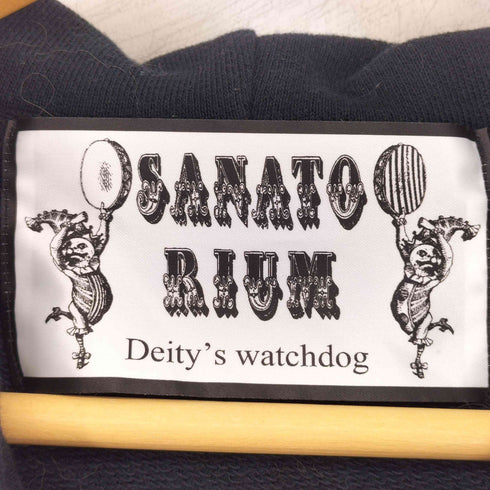 SANATO
RIUM
Deity's watchdog